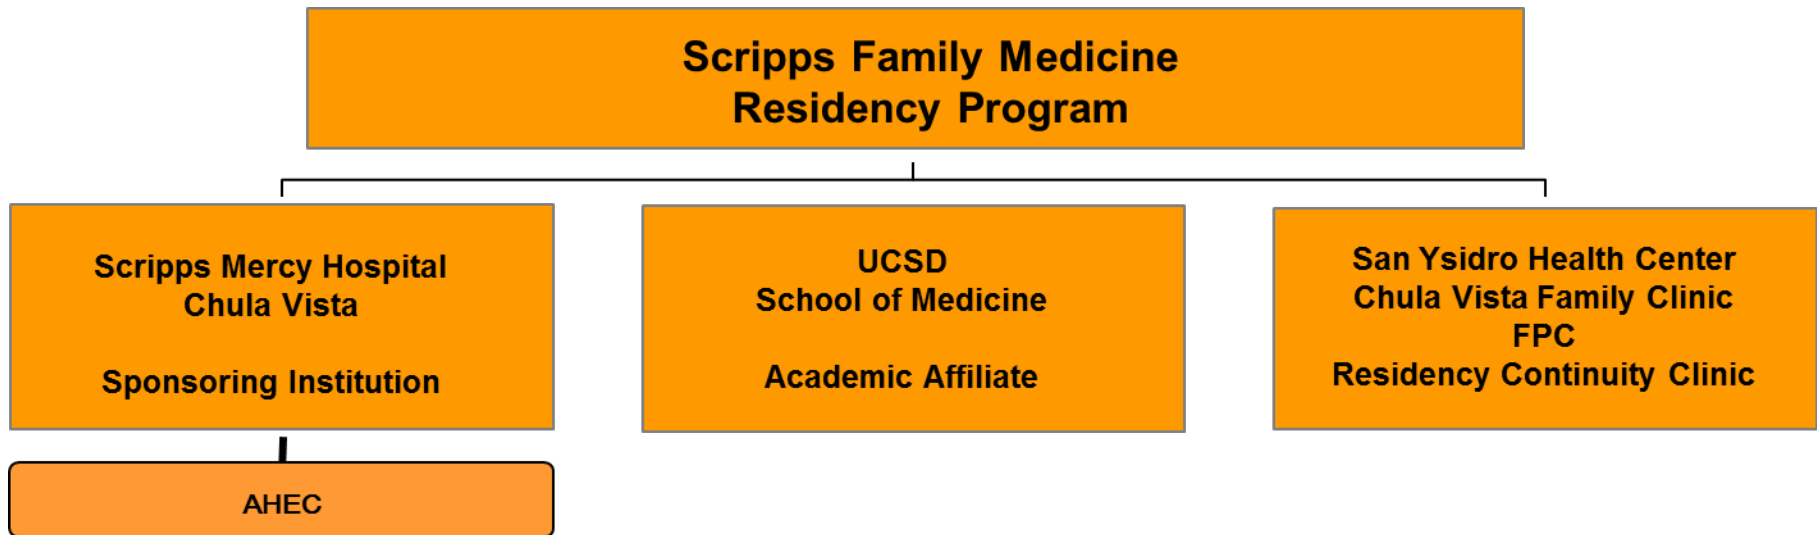 Scripps Family Medicine
Residency Program
Scripps Mercy Hospital
Chula Vista
Sponsoring Institution
UCSD
School of Medicine
Academic Affiliate
San Ysidro Health Center
Chula Vista Family Clinic
FPC
Residency Continuity Clinic
AHEC